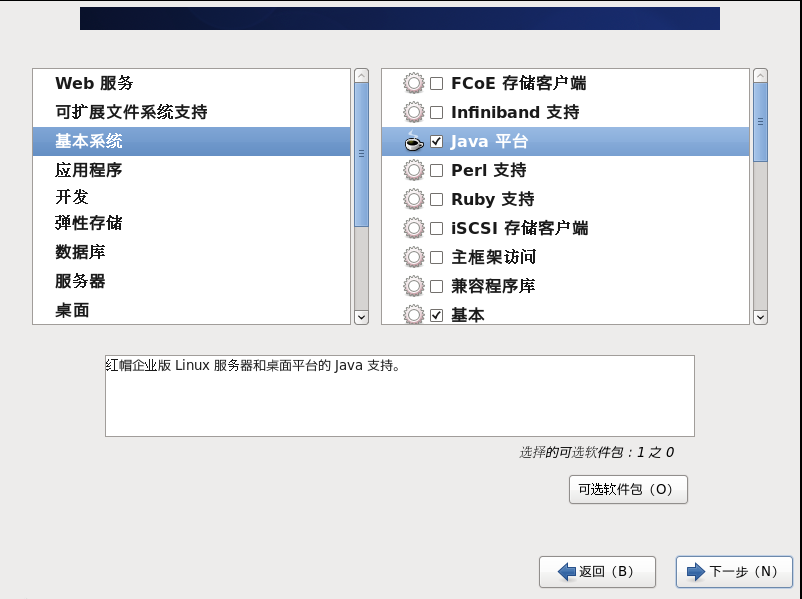 Web 服务
可扩展文件系统支持
基本系统
应用程序
开发
弹性存储
数据库
服务器
桌面
FCoE 存储客户端
Infiniband 支持
Java 平台
Perl 支持
Ruby 支持
iSCSI 存储客户端
主框架访问
兼容程序库
基本
红帽企业版 Linux 服务器和桌面平台的 Java 支持。
选择的可选软件包：1 之 0
可选软件包（O）
返回（B）
下一步（N）